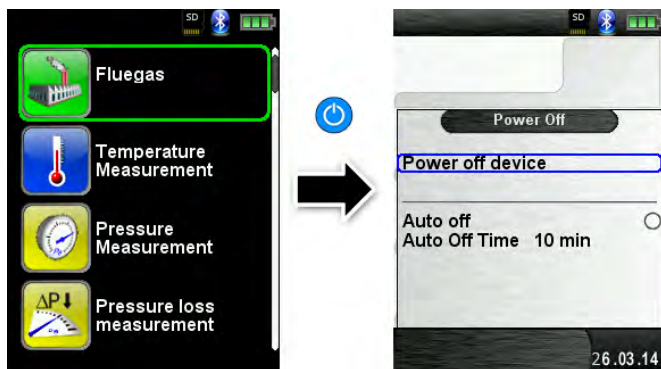 SD
Fluegas
Temperature
Measurement
Pressure
Measurement
ΔP
Pressure loss
measurement
SD
Power Off
Power off device
Auto off
Auto Off Time 10 min
26.03.14